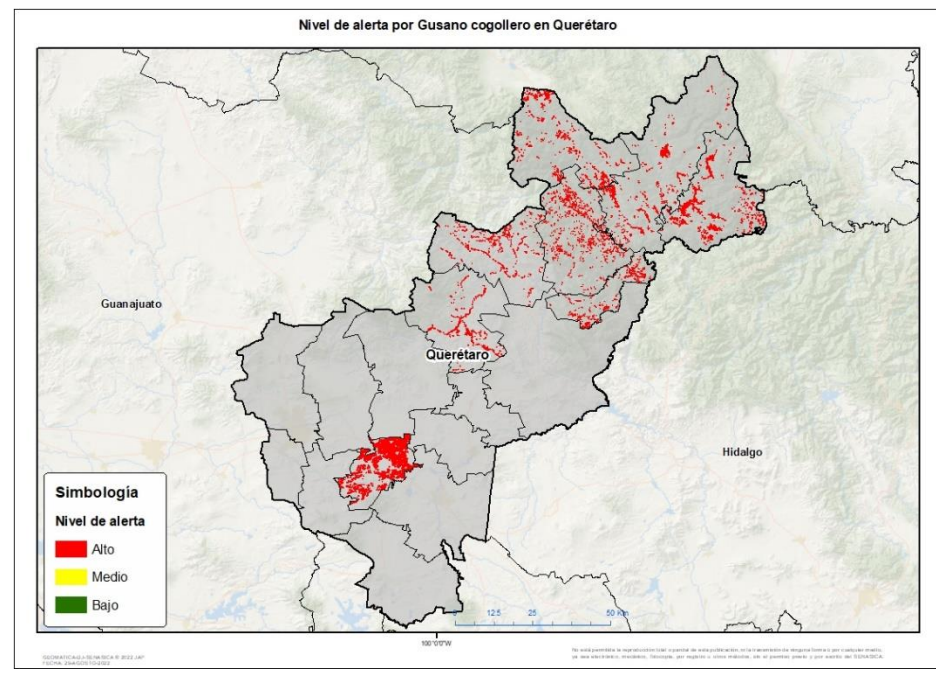 Nivel de alerta por Gusano cogollero en Querétaro
Guanajuato
Querétaro
Hidalgo
Simbología
Nivel de alerta
Alto
Medio
Bajo
0 12.5 25 50 Km
100°0'0"W